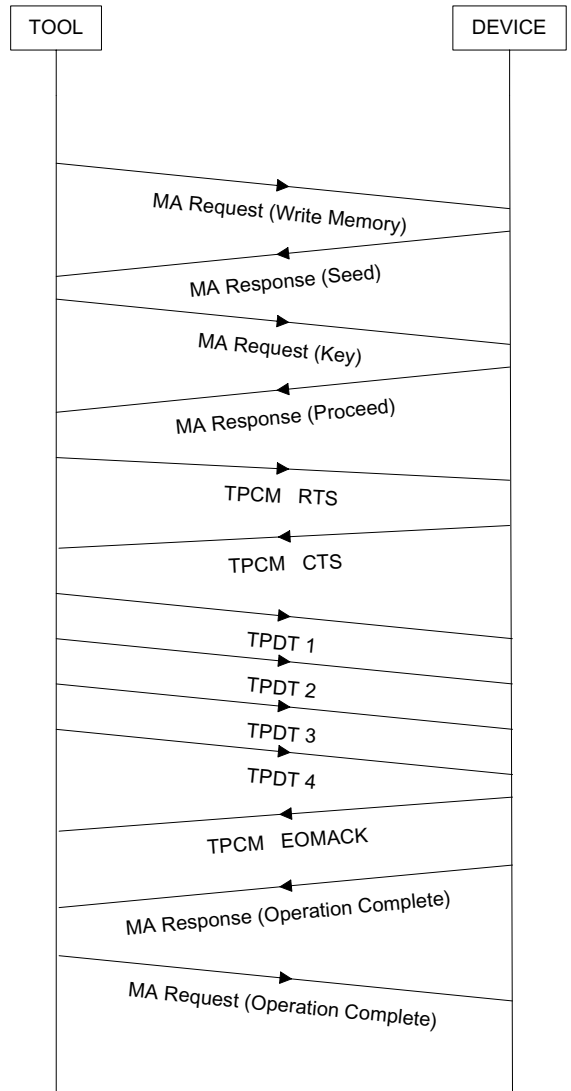 TOOL
DEVICE
MA Request (Write Memory)
MA Response (Seed)
MA Request (Key)
MA Response (Proceed)
TPCM RTS
TPCM CTS
TPDT 1
TPDT 2
TPDT 3
TPDT 4
TPCM EOMACK
MA Response (Operation Complete)
MA Request (Operation Complete)